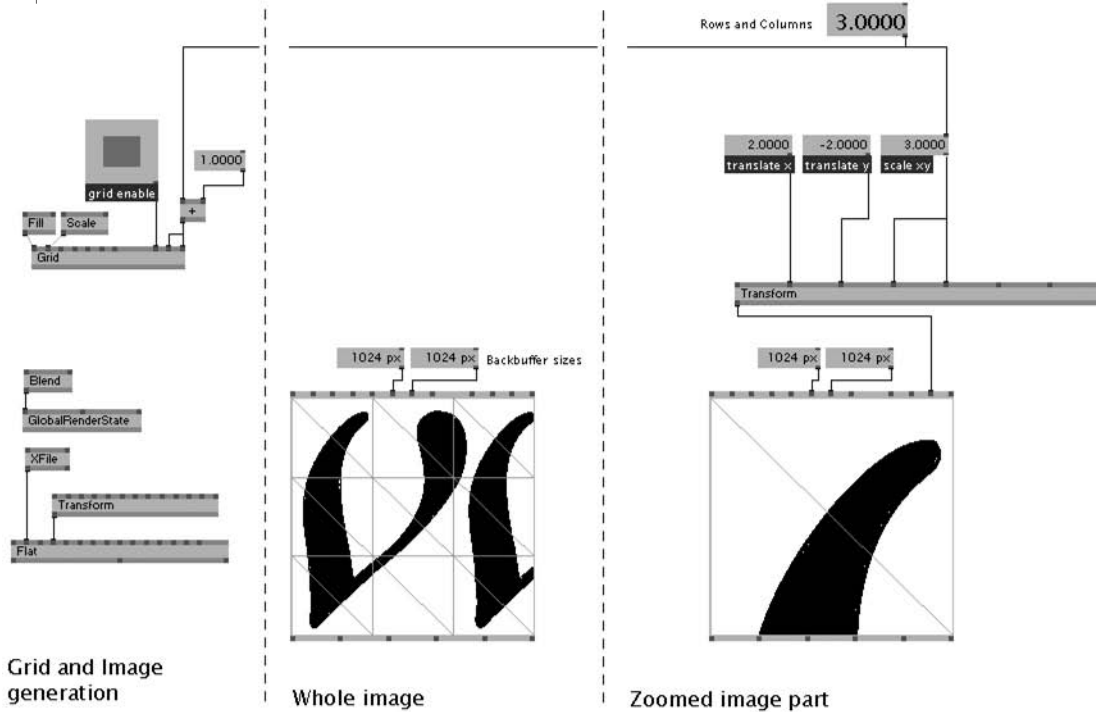 Rows and Columns
3.0000
1.0000
grid enable
+
Fill
Scale
Grid
2.0000
-2.0000
3.0000
translate x
translate y
scale xy
Transform
1024 px
1024 px
Backbuffer sizes
1024 px
1024 px
Blend
GlobalRenderState
XFile
Transform
Flat
Grid and Image
generation
Whole image
Zoomed image part